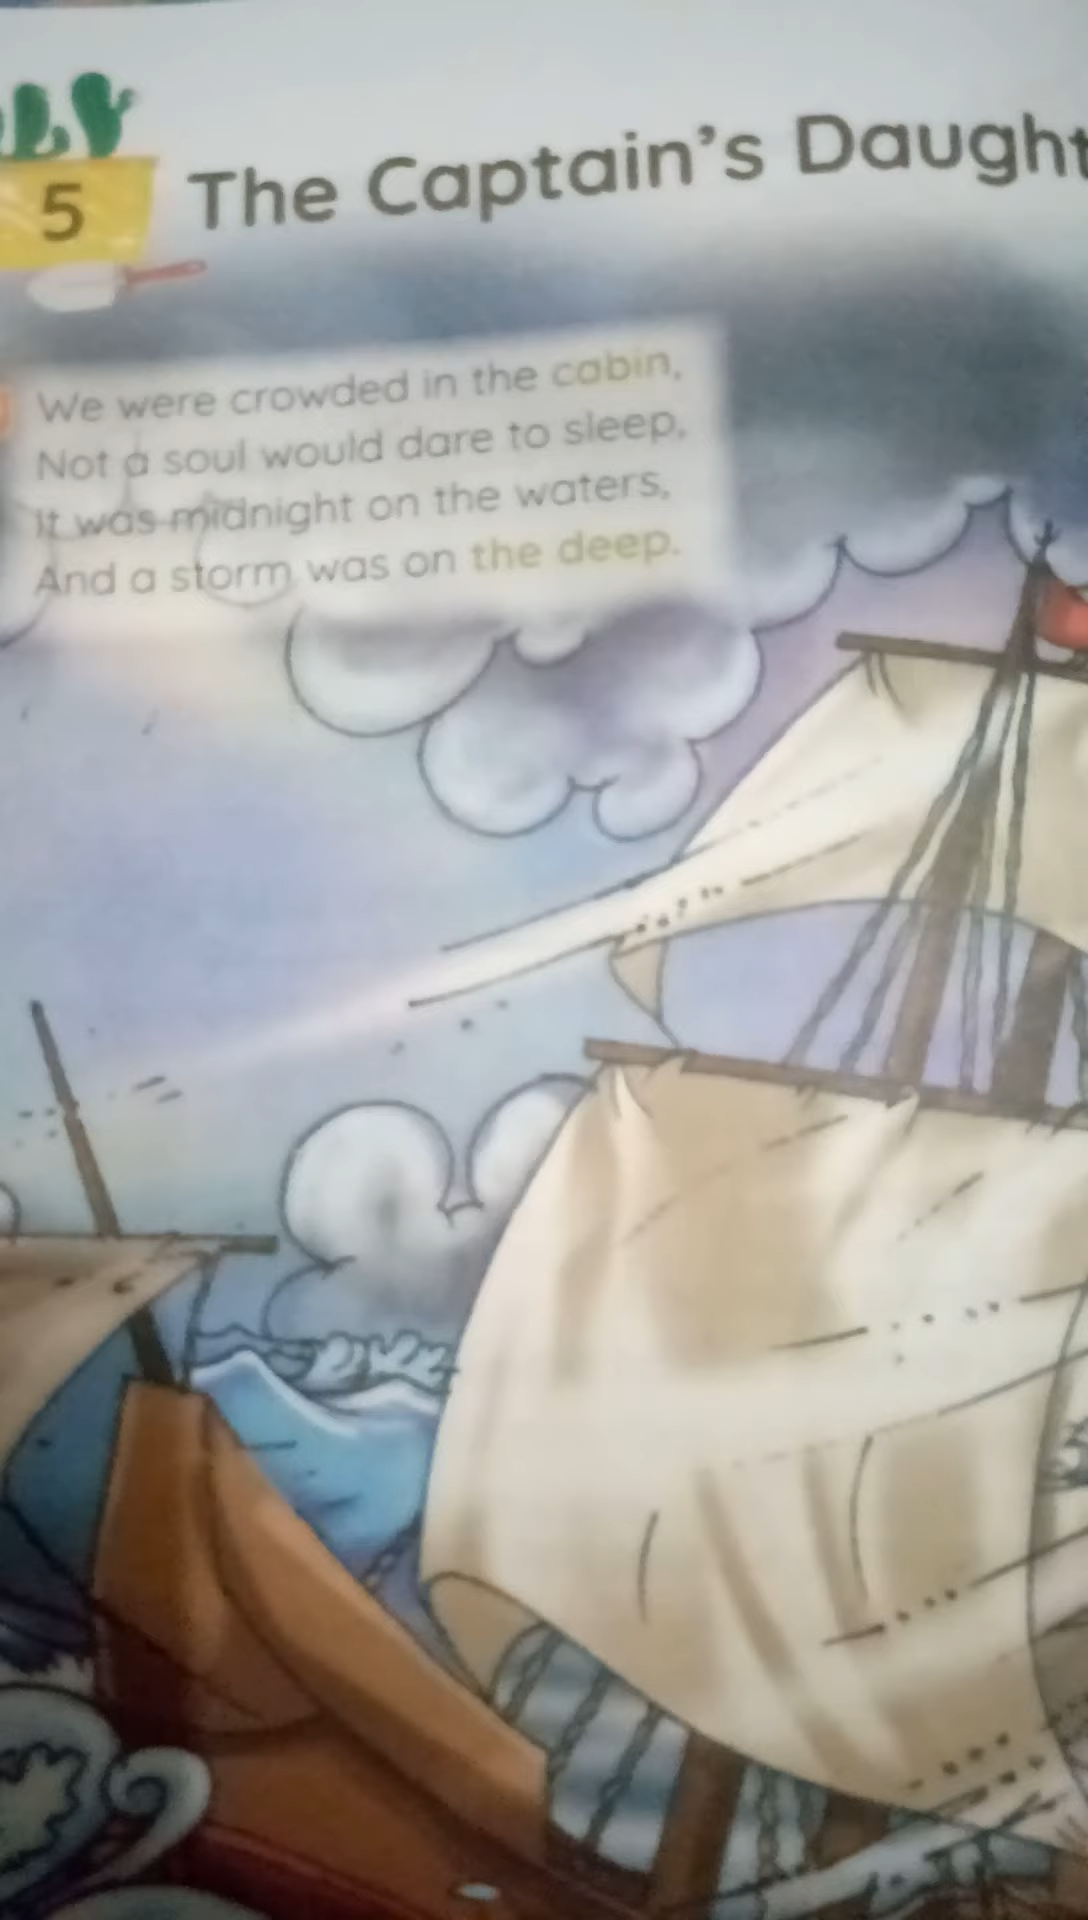 5
The Captain's Daught
We were crowded in the cabin,
Not a soul would dare to sleep,
It was midnight on the waters,
And a storm was on the deep.